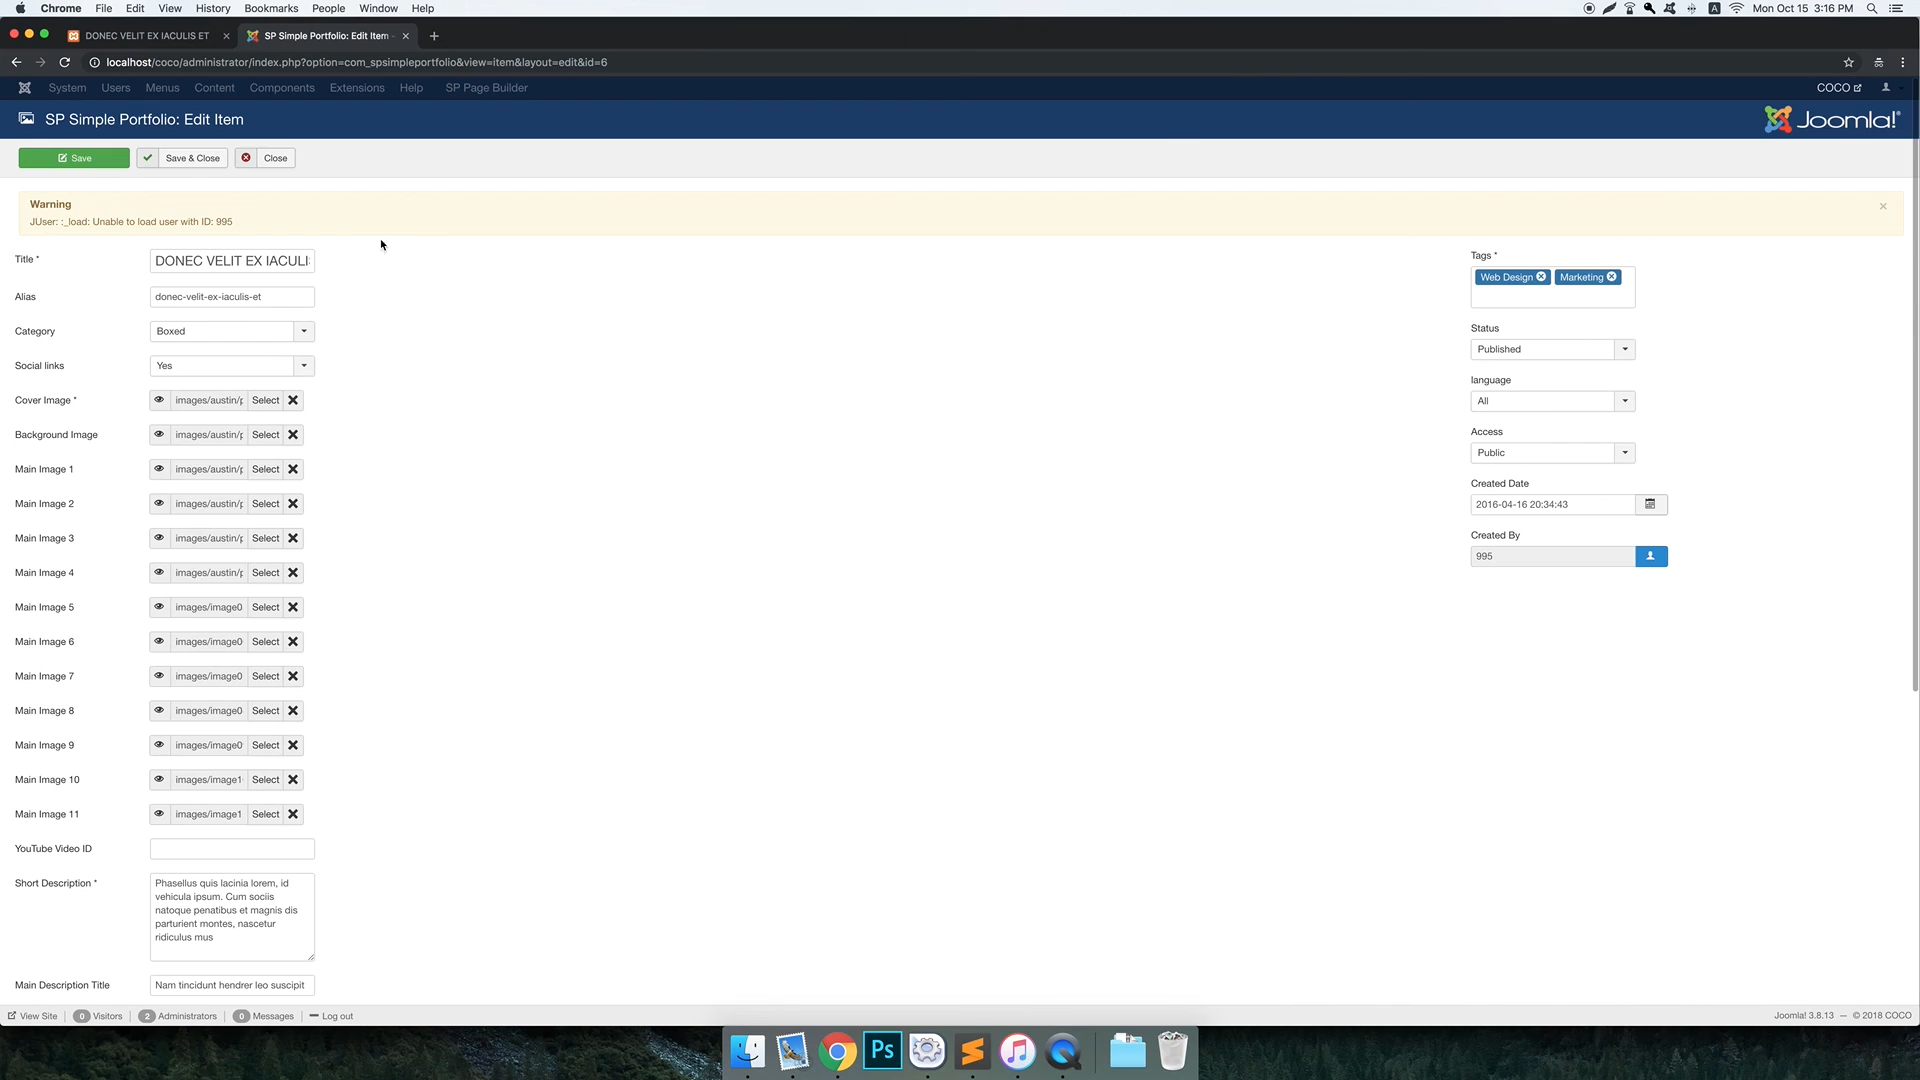 Chrome File Edit View History Bookmarks People Window Help
Mon Oct 15 3:16 PM
DONEC VELIT EX IACULIS ET
SP Simple Portfolio: Edit Item -
localhost/coco/administrator/index.php?option=com_spsimpleportfolio&view=item&layout=edit&id=6
System Users Menus Content Components Extensions Help SP Page Builder COCO
SP Simple Portfolio: Edit Item
Joomla!®
Save Save & Close Close
Warning
JUser: :_load: Unable to load user with ID: 995
Title * DONEC VELIT EX IACULIS
Alias donec-velit-ex-iaculis-et
Category Boxed
Social links Yes
Cover Image * images/austin/p Select
Background Image images/austin/p Select
Main Image 1 images/austin/p Select
Main Image 2 images/austin/p Select
Main Image 3 images/austin/p Select
Main Image 4 images/austin/p Select
Main Image 5 images/image0 Select
Main Image 6 images/image0 Select
Main Image 7 images/image0 Select
Main Image 8 images/image0 Select
Main Image 9 images/image0 Select
Main Image 10 images/image1 Select
Main Image 11 images/image1 Select
YouTube Video ID
Short Description * Phasellus quis lacinia lorem, id
vehicula ipsum. Cum sociis
natoque penatibus et magnis dis
parturient montes, nascetur
ridiculus mus
Main Description Title Nam tincidunt hendrer leo suscipit
Tags *
Web Design Marketing
Status
Published
language
All
Access
Public
Created Date
2016-04-16 20:34:43
Created By
995
View Site 0 Visitors 2 Administrators 0 Messages Log out
Joomla! 3.8.13 — © 2018 COCO
Ps